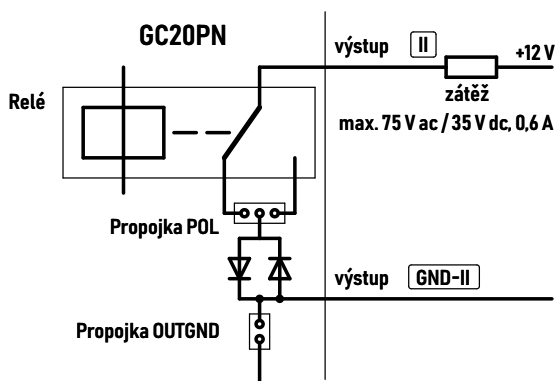 GC20PN
výstup II
+12 V
Relé
zátěž
max. 75 V ac / 35 V dc, 0,6 A
Propojka POL
výstup GND-II
Propojka OUTGND